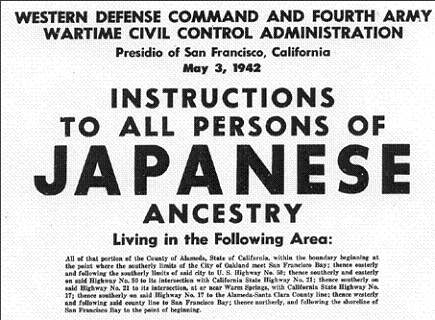 WESTERN DEFENSE COMMAND AND FOURTH ARMY
WARTIME CIVIL CONTROL ADMINISTRATION
Presidio of San Francisco, California
May 3, 1942
INSTRUCTIONS
TO ALL PERSONS OF
JAPANESE
ANCESTRY
Living in the Following Area:
All of that portion of the County of Alameda, State of California, within the boundary beginning at
the point where the southerly limits of the City of Oakland meet San Francisco Bay; thence easterly
and following the southerly limits of said city to U. S. Highway No. 50; thence southerly and easterly
on said Highway No. 50 to its intersection with California State Highway No. 21; thence southerly on
said Highway No. 21 to its intersection, at or near Warm Springs, with California State Highway No.
17; thence southerly on said Highway No. 17 to the Alameda-Santa Clara County line; thence westerly
and following said county line to San Francisco Bay; thence northerly, and following the shoreline of
San Francisco Bay to the point of beginning.